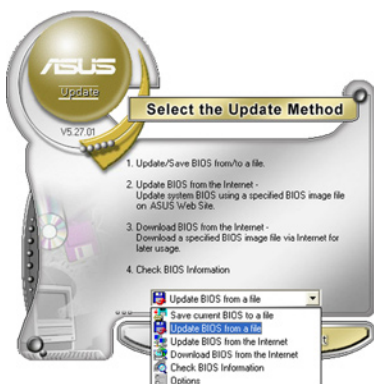 ASUS
Update
V5.27.01
Select the Update Method
1. Update/Save BIOS from/to a file.
2. Update BIOS from the Internet -
Update system BIOS using a specified BIOS image file
on ASUS Web Site.
3. Download BIOS from the Internet -
Download a specified BIOS image file via Internet for
later usage.
4. Check BIOS Information
Update BIOS from a file
Save current BIOS to a file
Update BIOS from a file
Update BIOS from the Internet
Download BIOS from the Internet
Check BIOS Information
Options